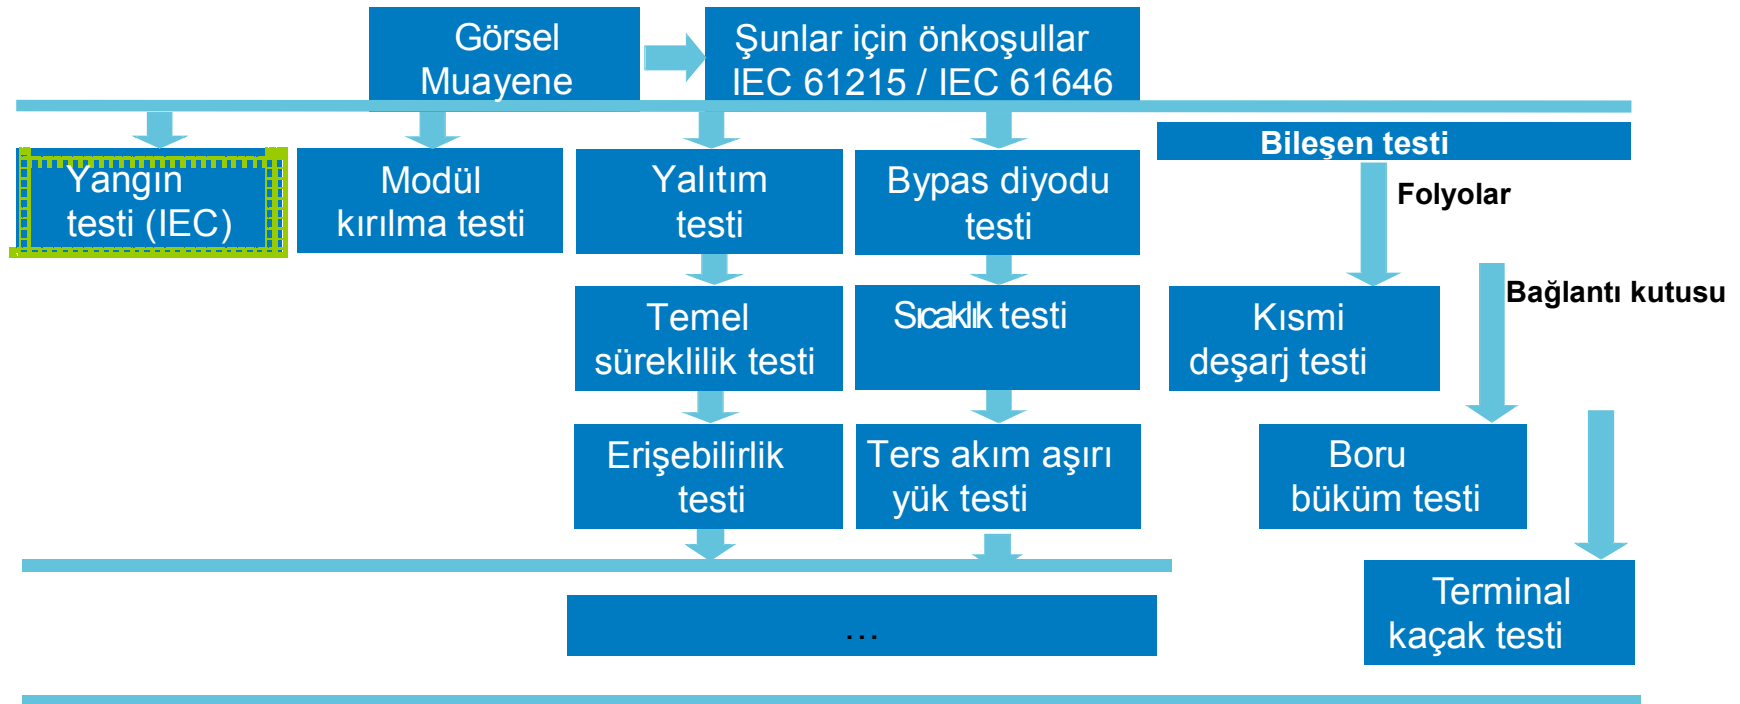 Görsel
Muayene
Şunlar için önkoşullar
IEC 61215 / IEC 61646
Yangın
testi (IEC)
Modül
kırılma testi
Yalıtım
testi
Bypas diyodu
testi
Bileşen testi
Folyolar
Bağlantı kutusu
Temel
süreklilik testi
Sıcaklık testi
Kısmi
deşarj testi
Erişebilirlik
testi
Ters akım aşırı
yük testi
Boru
büküm testi
Terminal
kaçak testi
...